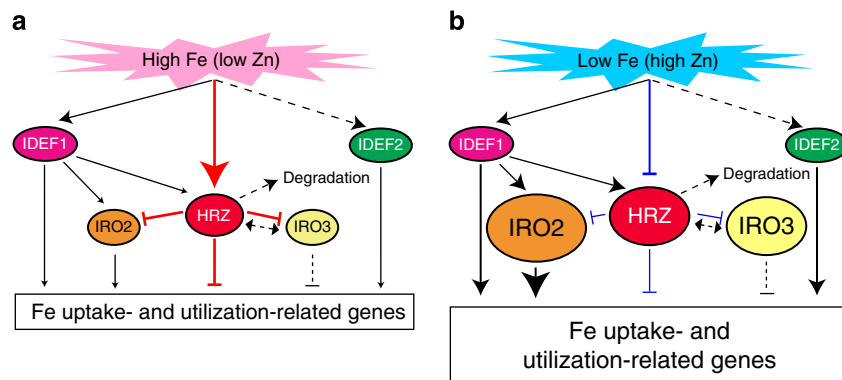 a
High Fe (low Zn)
IDEF1
IDEF2
Degradation
HRZ
IRO2
IRO3
Fe uptake- and utilization-related genes
b
Low Fe (high Zn)
IDEF1
IDEF2
Degradation
HRZ
IRO2
IRO3
Fe uptake- and
utilization-related genes